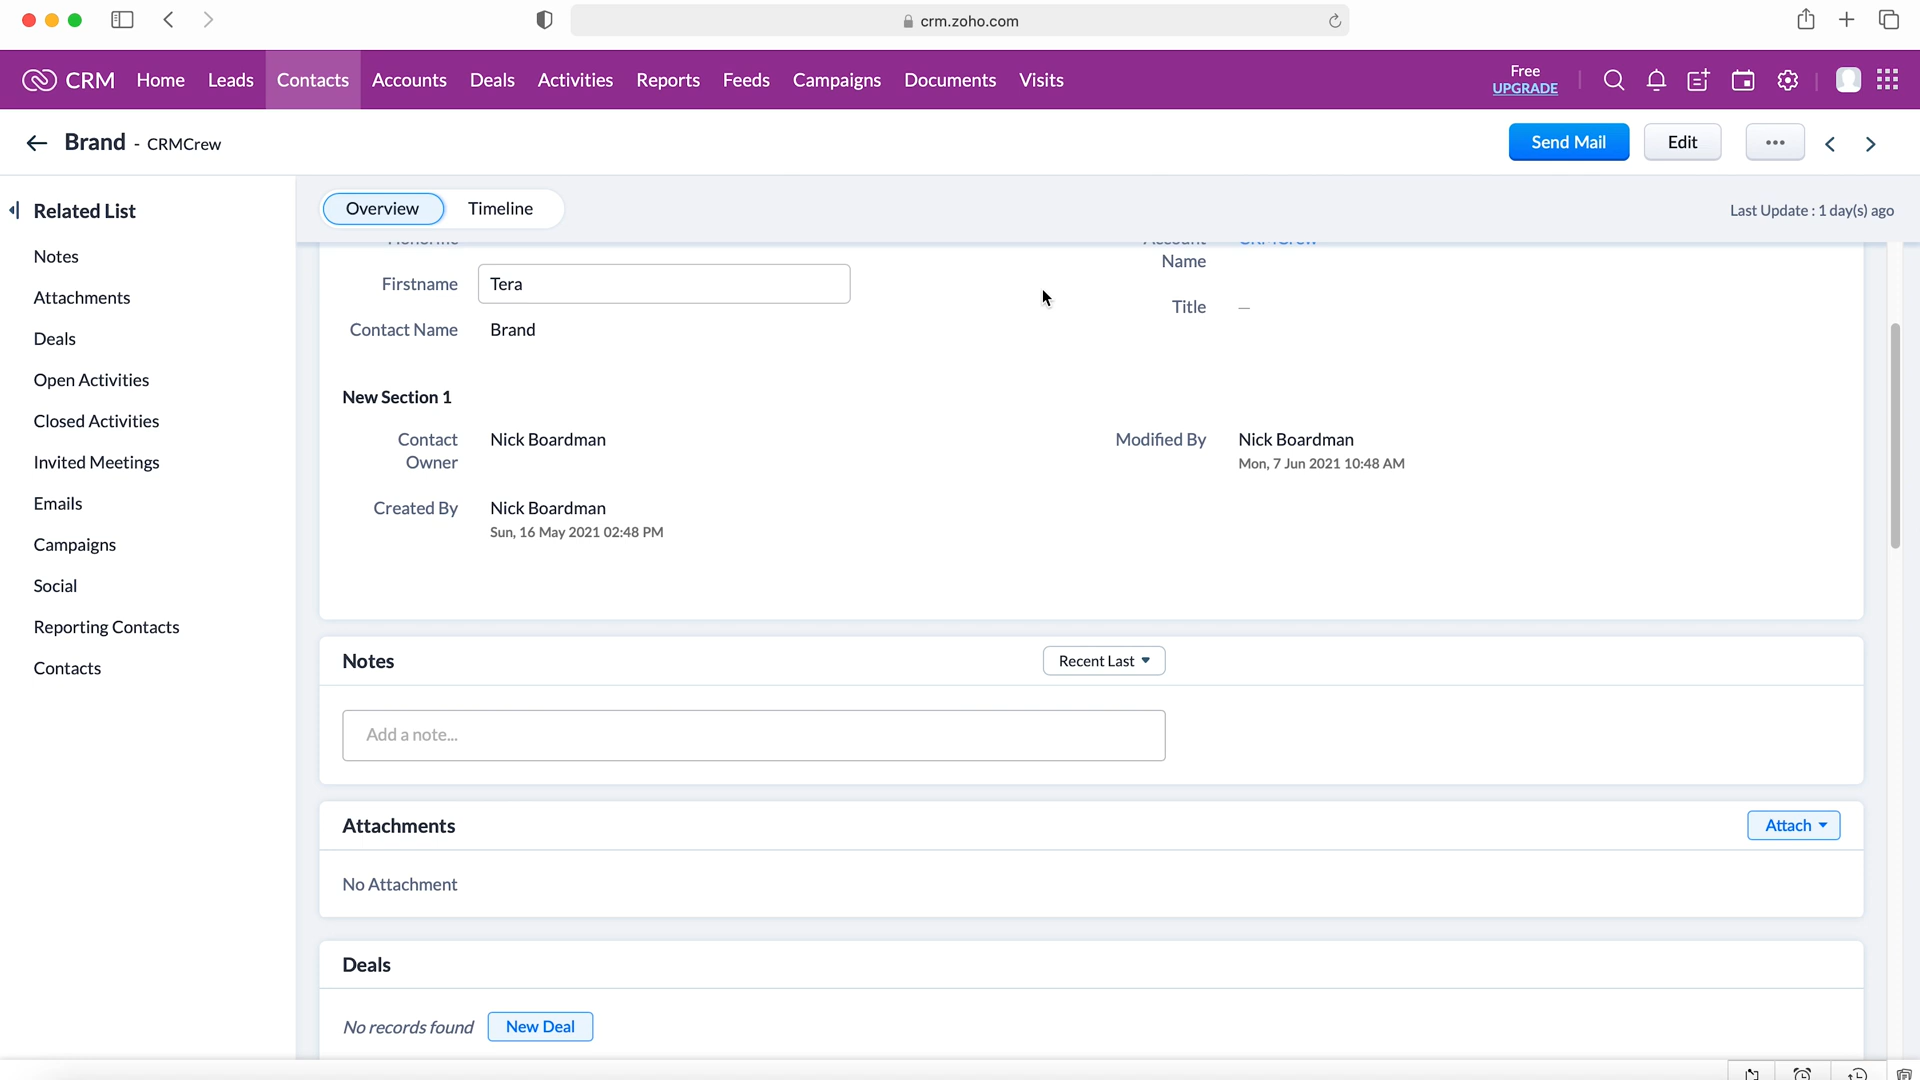 crm.zoho.com
CRM Home Leads Contacts Accounts Deals Activities Reports Feeds Campaigns Documents Visits
Free
UPGRADE
Brand - CRMCrew
Send Mail
Edit
Related List
Overview
Timeline
Last Update : 1 day(s) ago
Notes
Attachments
Deals
Open Activities
Closed Activities
Invited Meetings
Emails
Campaigns
Social
Reporting Contacts
Contacts
Account
Name
CRMCrew
Firstname
Tera
Title
—
Contact Name
Brand
New Section 1
Contact
Owner
Nick Boardman
Modified By
Nick Boardman
Mon, 7 Jun 2021 10:48 AM
Created By
Nick Boardman
Sun, 16 May 2021 02:48 PM
Notes
Recent Last
Add a note...
Attachments
Attach
No Attachment
Deals
No records found
New Deal